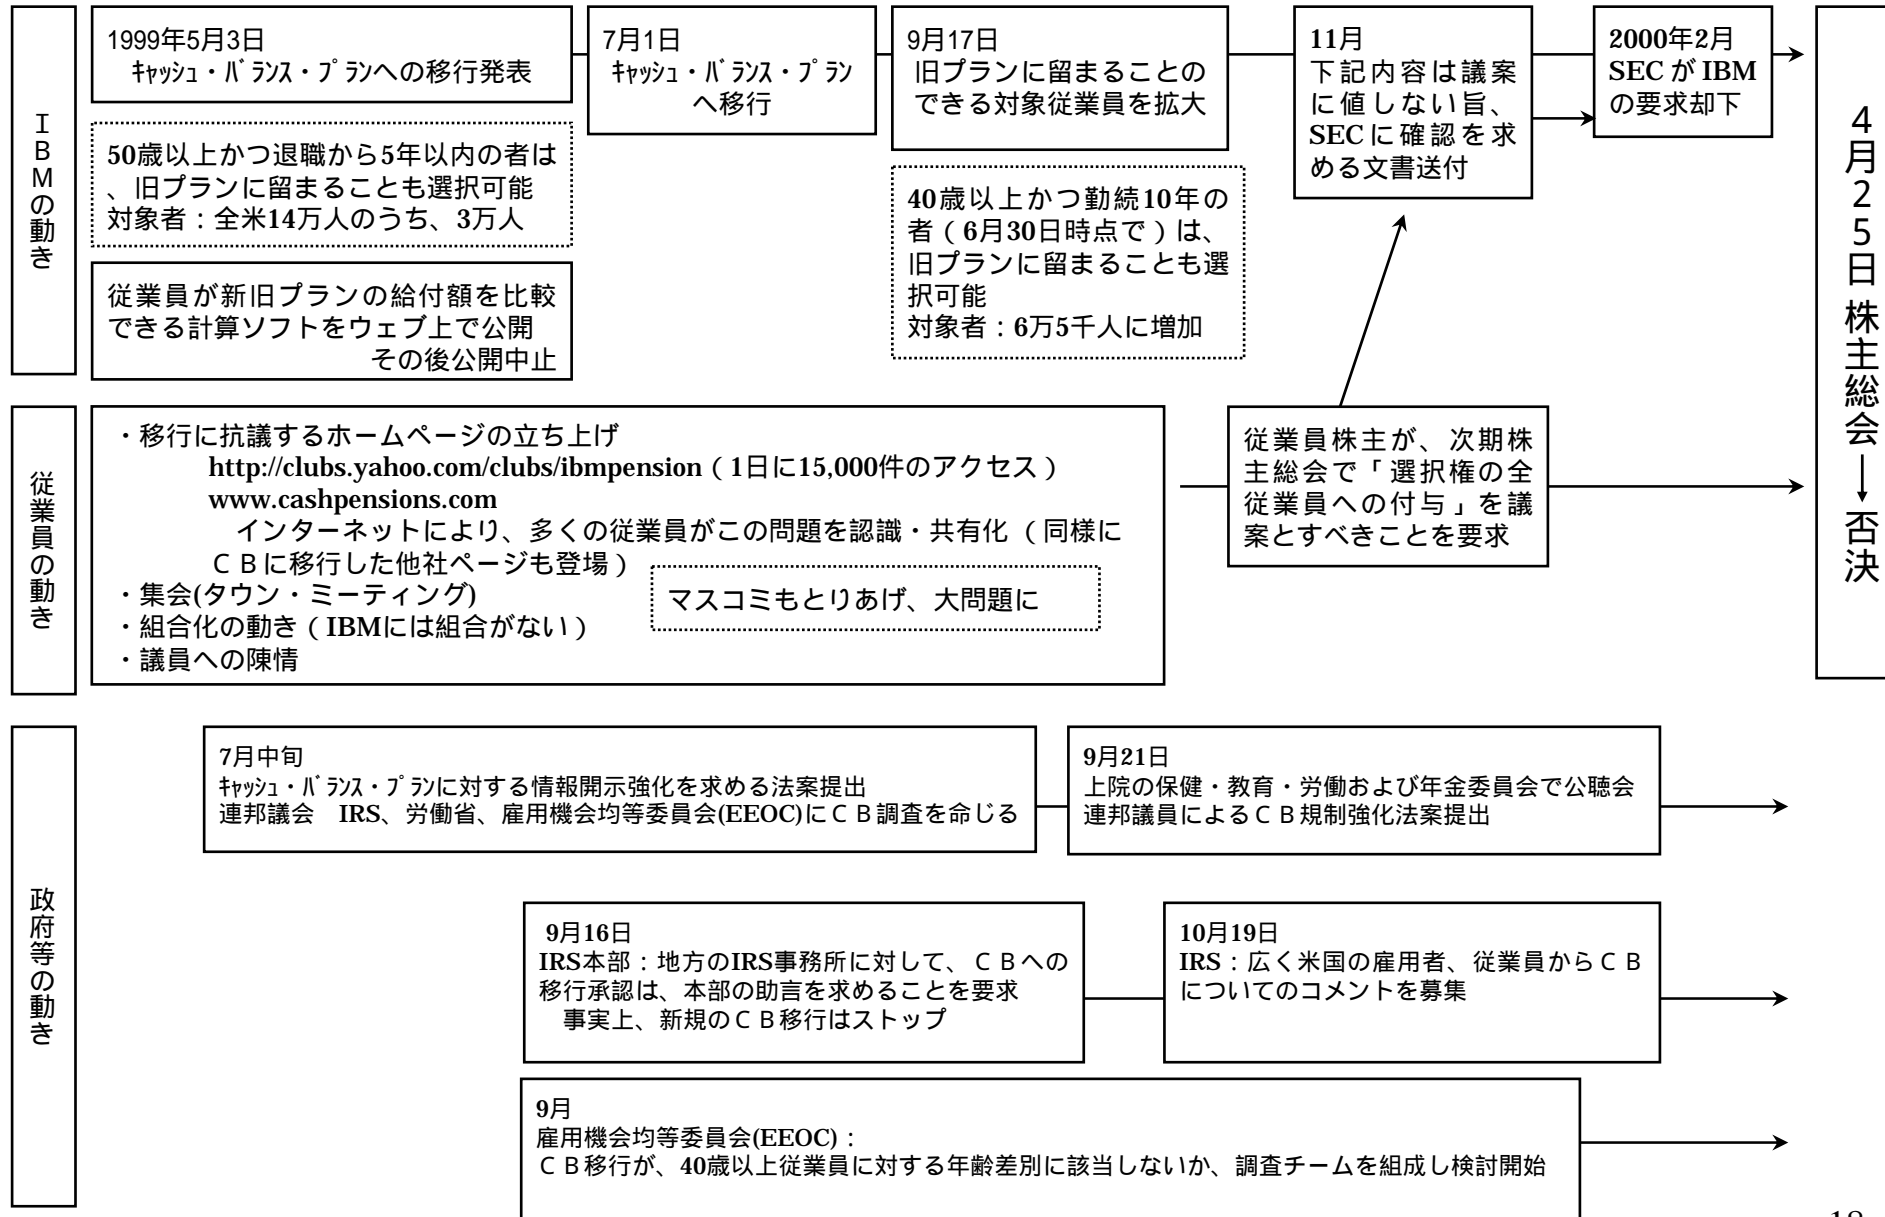 IBMの動き
1999年5月3日
ｷｬｯｼｭ・ﾊﾞﾗﾝｽ・ﾌﾟﾗﾝへの移行発表
50歳以上かつ退職から5年以内の者は
、旧プランに留まることも選択可能
対象者：全米14万人のうち、3万人
従業員が新旧プランの給付額を比較
できる計算ソフトをウェブ上で公開
その後公開中止
7月1日
ｷｬｯｼｭ・ﾊﾞﾗﾝｽ・ﾌﾟﾗﾝ
へ移行
9月17日
旧プランに留まることの
できる対象従業員を拡大
40歳以上かつ勤続10年の
者（6月30日時点で）は、
旧プランに留まることも選
択可能
対象者：6万5千人に増加
11月
下記内容は議案
に値しない旨、
SECに確認を求
める文書送付
2000年2月
SECがIBM
の要求却下
4月25日 株主総会→否決
従業員の動き
・移行に抗議するホームページの立ち上げ
http://clubs.yahoo.com/clubs/ibmpension（1日に15,000件のアクセス）
www.cashpensions.com
インターネットにより、多くの従業員がこの問題を認識・共有化（同様に
ＣＢに移行した他社ページも登場）
・集会(タウン・ミーティング)
・組合化の動き（IBMには組合がない）
・議員への陳情
マスコミもとりあげ、大問題に
従業員株主が、次期株
主総会で「選択権の全
従業員への付与」を議
案とすべきことを要求
政府等の動き
7月中旬
ｷｬｯｼｭ・ﾊﾞﾗﾝｽ・ﾌﾟﾗﾝに対する情報開示強化を求める法案提出
連邦議会　IRS、労働省、雇用機会均等委員会(EEOC)にＣＢ調査を命じる
9月21日
上院の保健・教育・労働および年金委員会で公聴会
連邦議員によるＣＢ規制強化法案提出
9月16日
IRS本部：地方のIRS事務所に対して、ＣＢへの
移行承認は、本部の助言を求めることを要求
事実上、新規のＣＢ移行はストップ
10月19日
IRS：広く米国の雇用者、従業員からＣＢ
についてのコメントを募集
9月
雇用機会均等委員会(EEOC)：
ＣＢ移行が、40歳以上従業員に対する年齢差別に該当しないか、調査チームを組成し検討開始